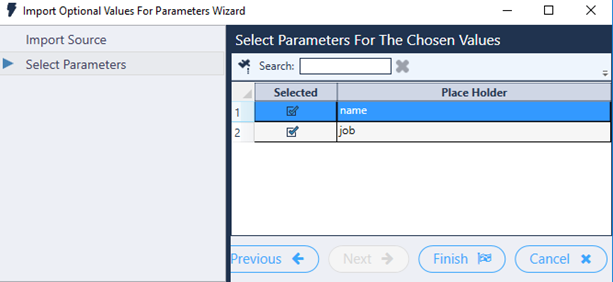 Import Optional Values For Parameters Wizard
Import Source
Select Parameters
Select Parameters For The Chosen Values
Search:
Selected Place Holder
1 name
2 job
Previous Next Finish Cancel